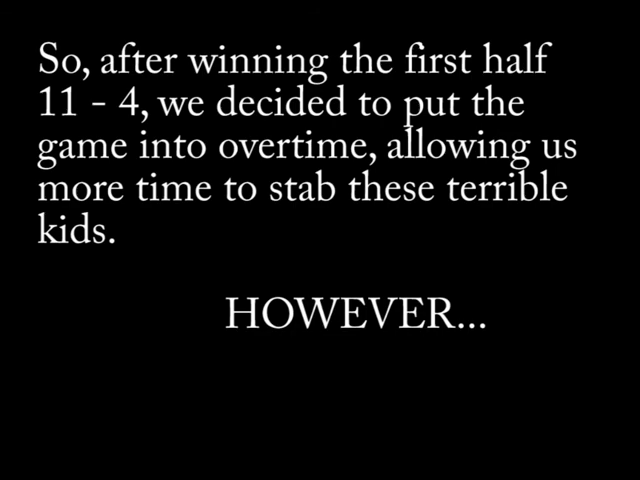 So, after winning the first half
11 - 4, we decided to put the
game into overtime, allowing us
more time to stab these terrible
kids.
HOWEVER...